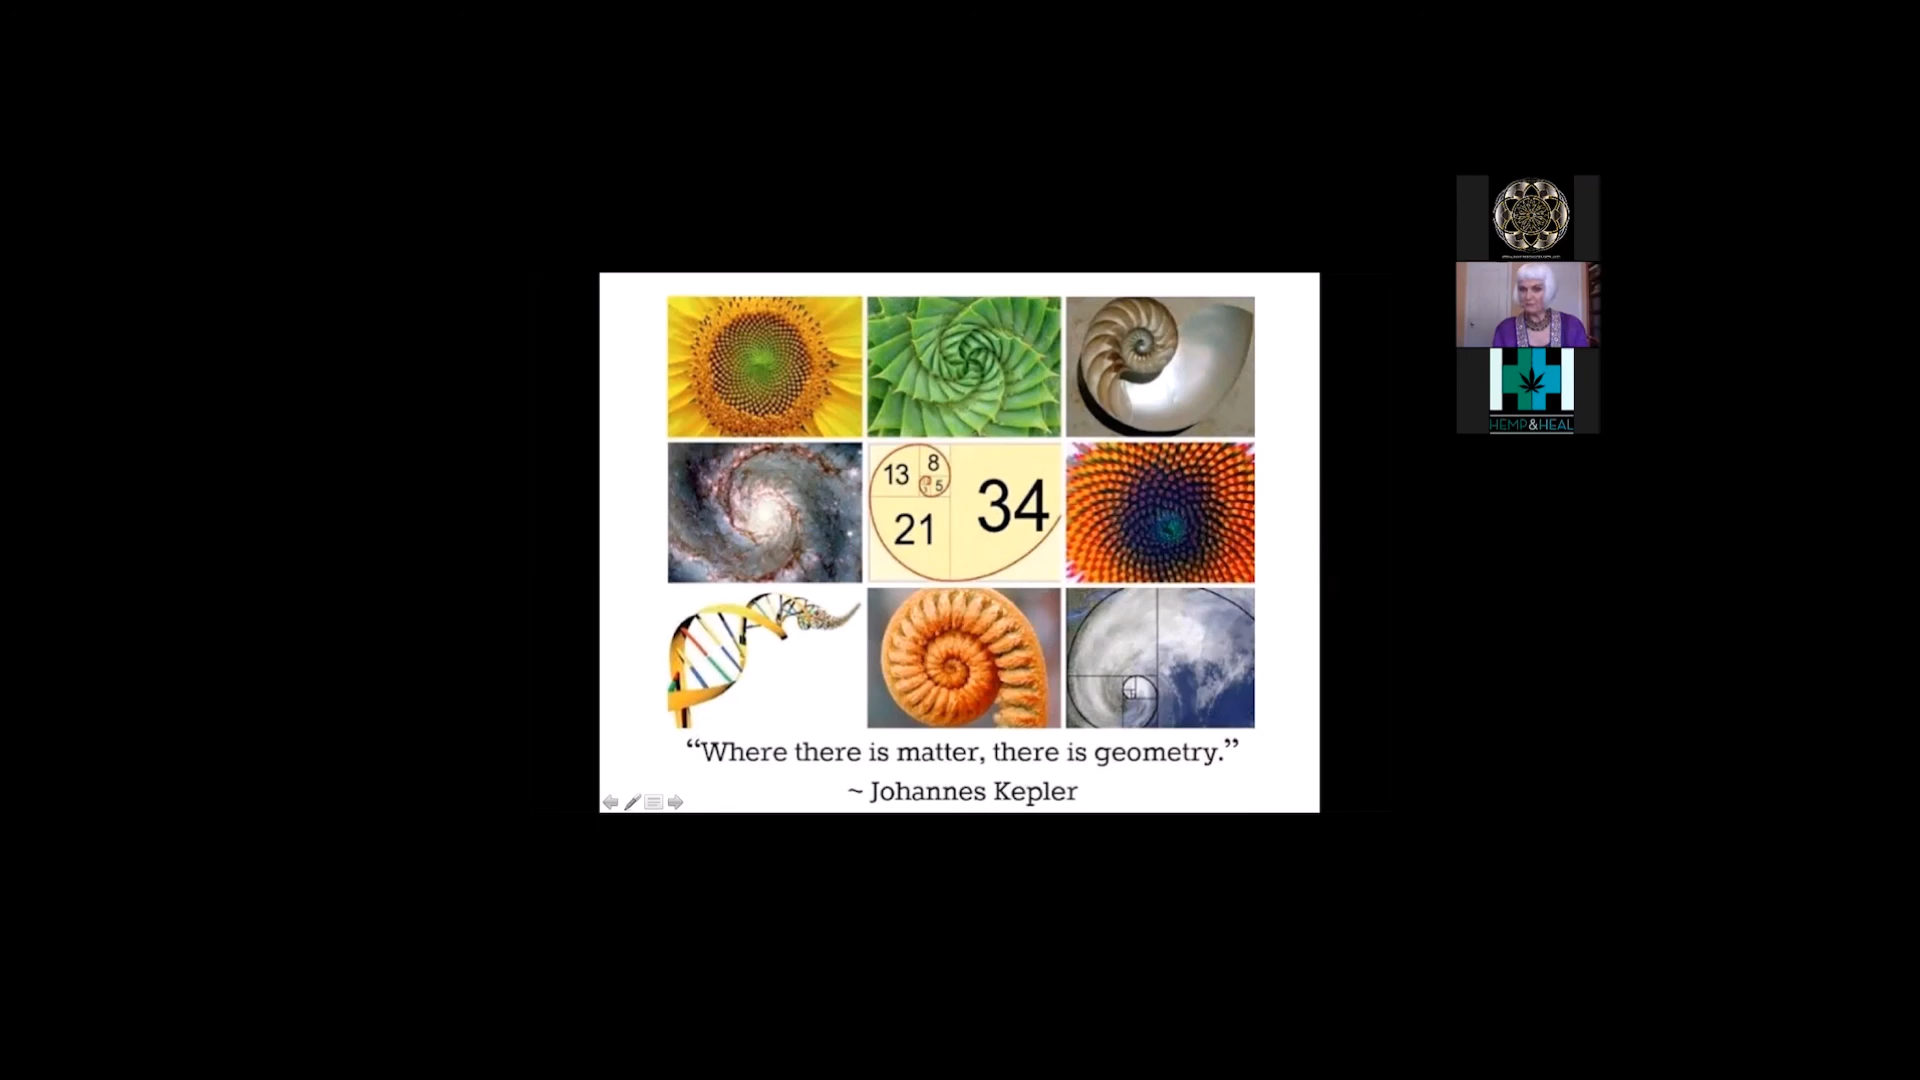 13
8
5
34
21
“Where there is matter, there is geometry.”
~ Johannes Kepler
HEMP&HEAL